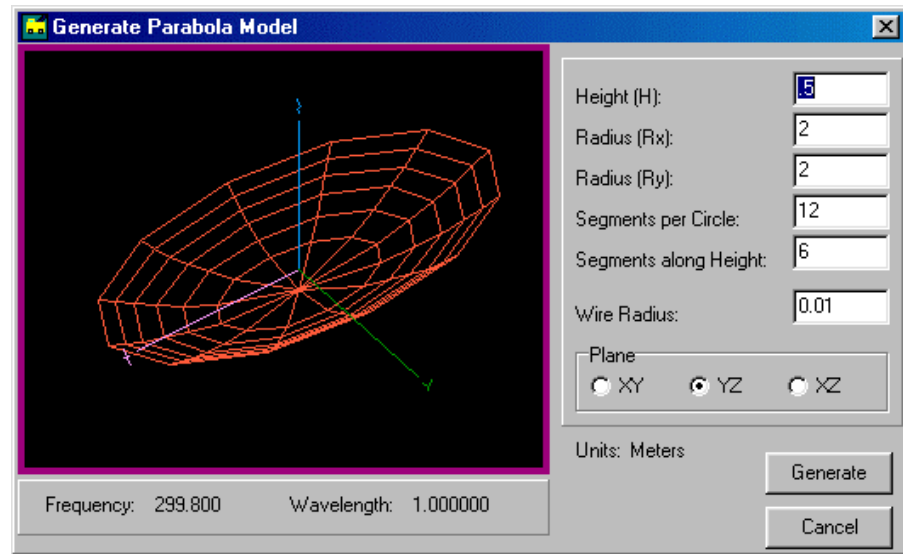 Generate Parabola Model
Height (H): .5
Radius (Rx): 2
Radius (Ry): 2
Segments per Circle: 12
Segments along Height: 6
Wire Radius: 0.01
Plane
XY YZ XZ
Units: Meters
Generate
Cancel
Frequency: 299.800 Wavelength: 1.000000
Z
X
Y